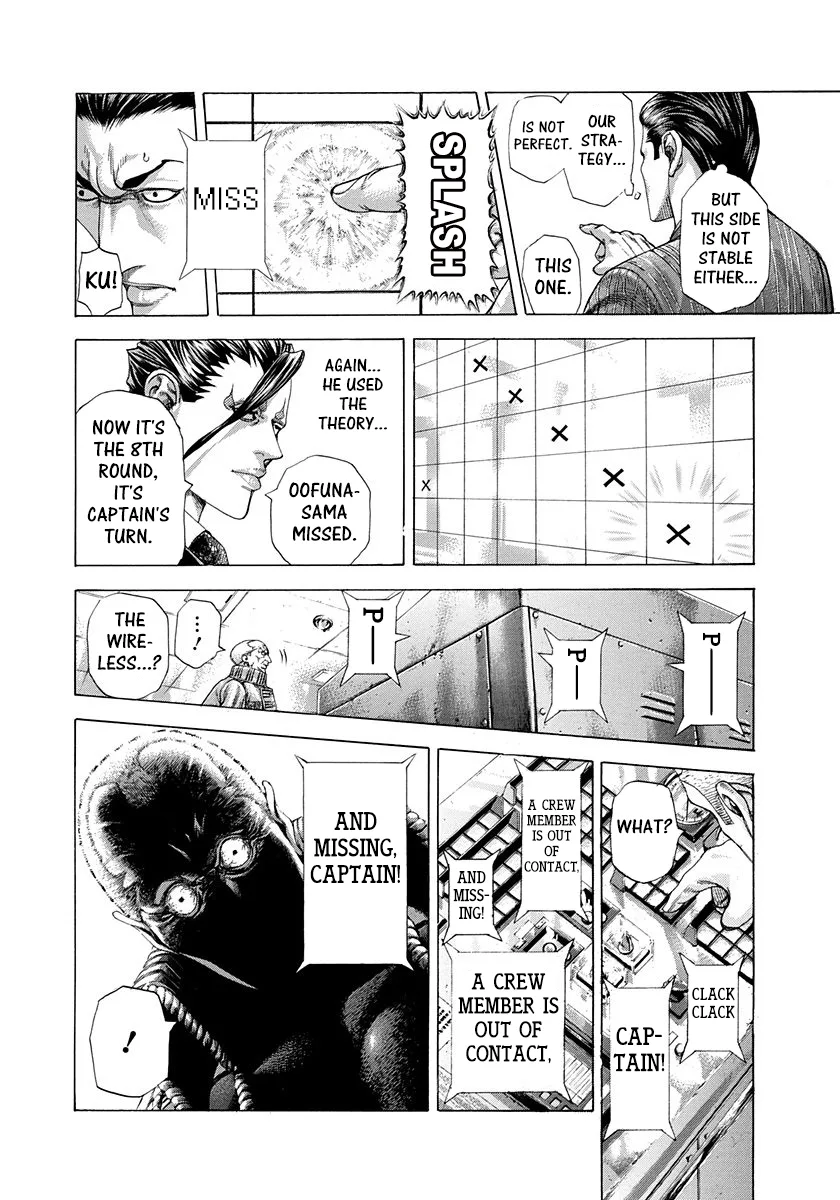 OUR
STRA-
TEGY...
IS NOT
PERFECT.
BUT
THIS SIDE
IS NOT
STABLE
EITHER...
THIS
ONE.
SPLASH
MISS
KU!
AGAIN...
HE USED
THE
THEORY...
OOFUNA-
SAMA
MISSED.
NOW IT'S
THE 8TH
ROUND,
IT'S
CAPTAIN'S
TURN.
P—
P—
P—
...!
THE
WIRE-
LESS...?
WHAT?
CLACK
CLACK
CAP-
TAIN!
A CREW
MEMBER
IS OUT
OF
CONTACT,
AND
MISS-
ING!
A CREW
MEMBER IS
OUT OF
CONTACT,
AND
MISSING,
CAPTAIN!
!